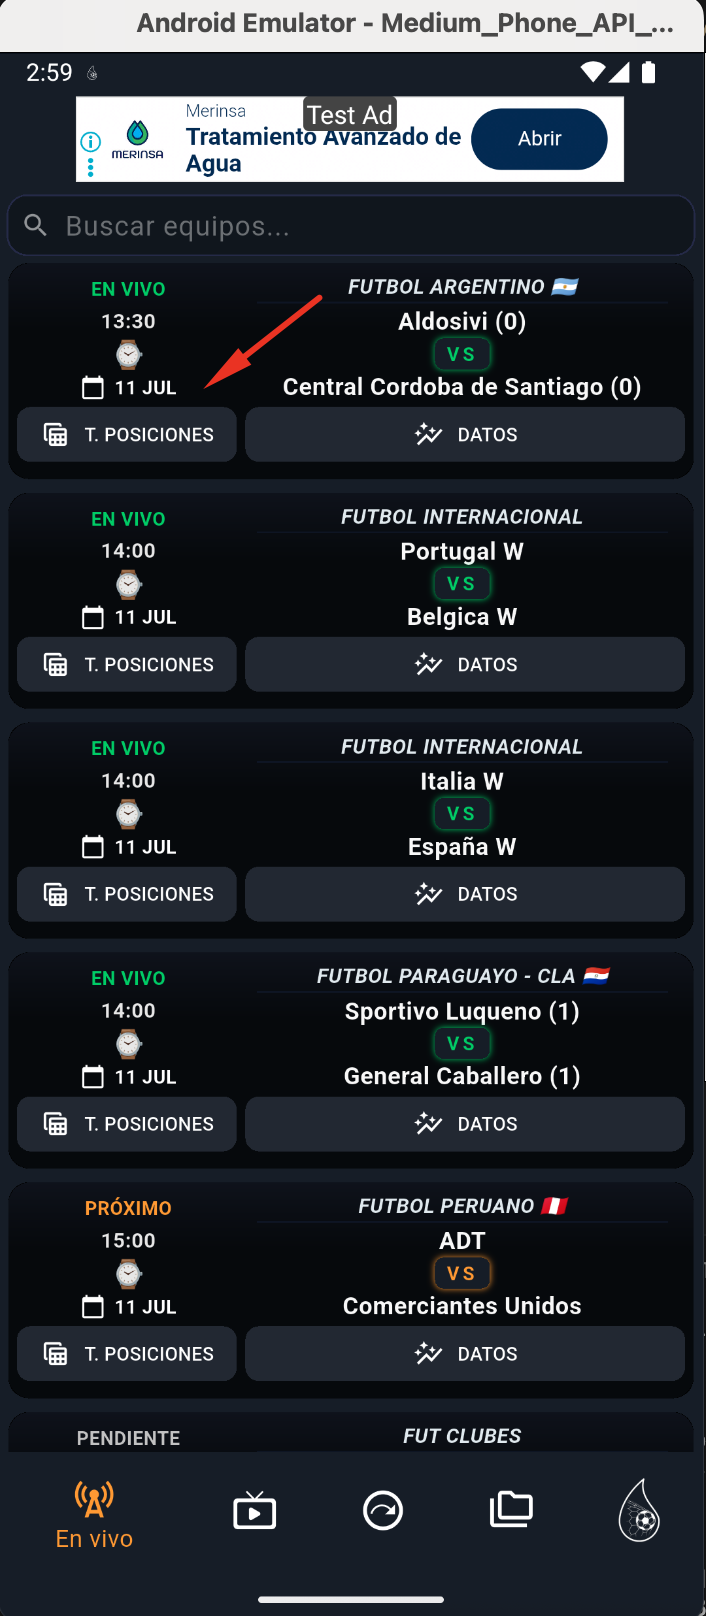 Android Emulator - Medium_Phone_API_...
2:59
Test Ad
Merinsa
Tratamiento Avanzado de
Agua
MERINSA
Abrir
Buscar equipos...
EN VIVO
FUTBOL ARGENTINO
13:30
Aldosivi (0)
VS
11 JUL
Central Cordoba de Santiago (0)
T. POSICIONES
DATOS
EN VIVO
FUTBOL INTERNACIONAL
14:00
Portugal W
VS
11 JUL
Belgica W
T. POSICIONES
DATOS
EN VIVO
FUTBOL INTERNACIONAL
14:00
Italia W
VS
11 JUL
España W
T. POSICIONES
DATOS
EN VIVO
FUTBOL PARAGUAYO - CLA
14:00
Sportivo Luqueno (1)
VS
11 JUL
General Caballero (1)
T. POSICIONES
DATOS
PRÓXIMO
FUTBOL PERUANO
15:00
ADT
VS
11 JUL
Comerciantes Unidos
T. POSICIONES
DATOS
PENDIENTE
FUT CLUBES
En vivo